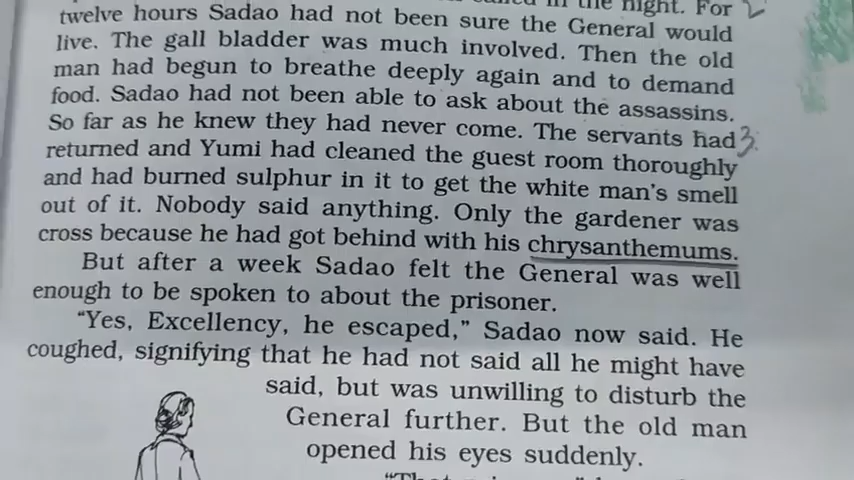 in the night. For
twelve hours Sadao had not been sure the General would
live. The gall bladder was much involved. Then the old
man had begun to breathe deeply again and to demand
food. Sadao had not been able to ask about the assassins.
So far as he knew they had never come. The servants had 3
returned and Yumi had cleaned the guest room thoroughly
and had burned sulphur in it to get the white man's smell
out of it. Nobody said anything. Only the gardener was
cross because he had got behind with his chrysanthemums.
But after a week Sadao felt the General was well
enough to be spoken to about the prisoner.
“Yes, Excellency, he escaped,” Sadao now said. He
coughed, signifying that he had not said all he might have
said, but was unwilling to disturb the
General further. But the old man
opened his eyes suddenly.